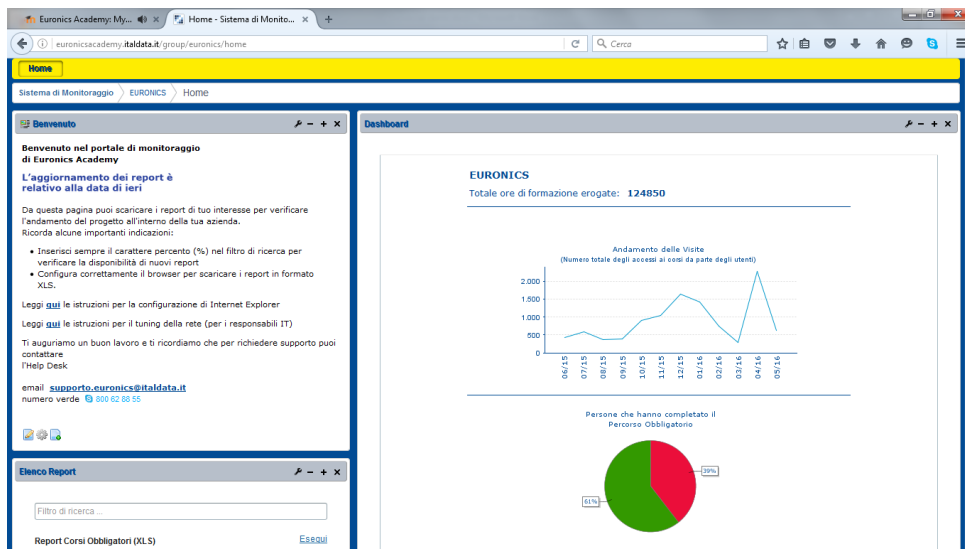 Euronics Academy: My...
Home - Sistema di Monito...
euronicsacademy.italdata.it/group/euronics/home
Cerca
Home
Sistema di Monitoraggio
EURONICS
Home
Benvenuto
Benvenuto nel portale di monitoraggio
di Euronics Academy
L'aggiornamento dei report è
relativo alla data di ieri
Da questa pagina puoi scaricare i report di tuo interesse per verificare
l'andamento del progetto all'interno della tua azienda.
Ricorda alcune importanti indicazioni:
• Inserisci sempre il carattere percento (%) nel filtro di ricerca per
verificare la disponibilità di nuovi report
• Configura correttamente il browser per scaricare i report in formato
XLS.
Leggi qui le istruzioni per la configurazione di Internet Explorer
Leggi qui le istruzioni per il tuning della rete (per i responsabili IT)
Ti auguriamo un buon lavoro e ti ricordiamo che per richiedere supporto puoi
contattare
l'Help Desk
email supporto.euronics@italdata.it
numero verde 800 62 88 55
Elenco Report
Filtro di ricerca ...
Report Corsi Obbligatori (XLS)
Esegui
Dashboard
EURONICS
Totale ore di formazione erogate: 124850
Andamento delle Visite
(Numero totale degli accessi ai corsi da parte degli utenti)
2.000
1.500
1.000
500
0
06/15
07/15
08/15
09/15
10/15
11/15
12/15
01/16
02/16
03/16
04/16
05/16
Persone che hanno completato il
Percorso Obbligatorio
39%
61%